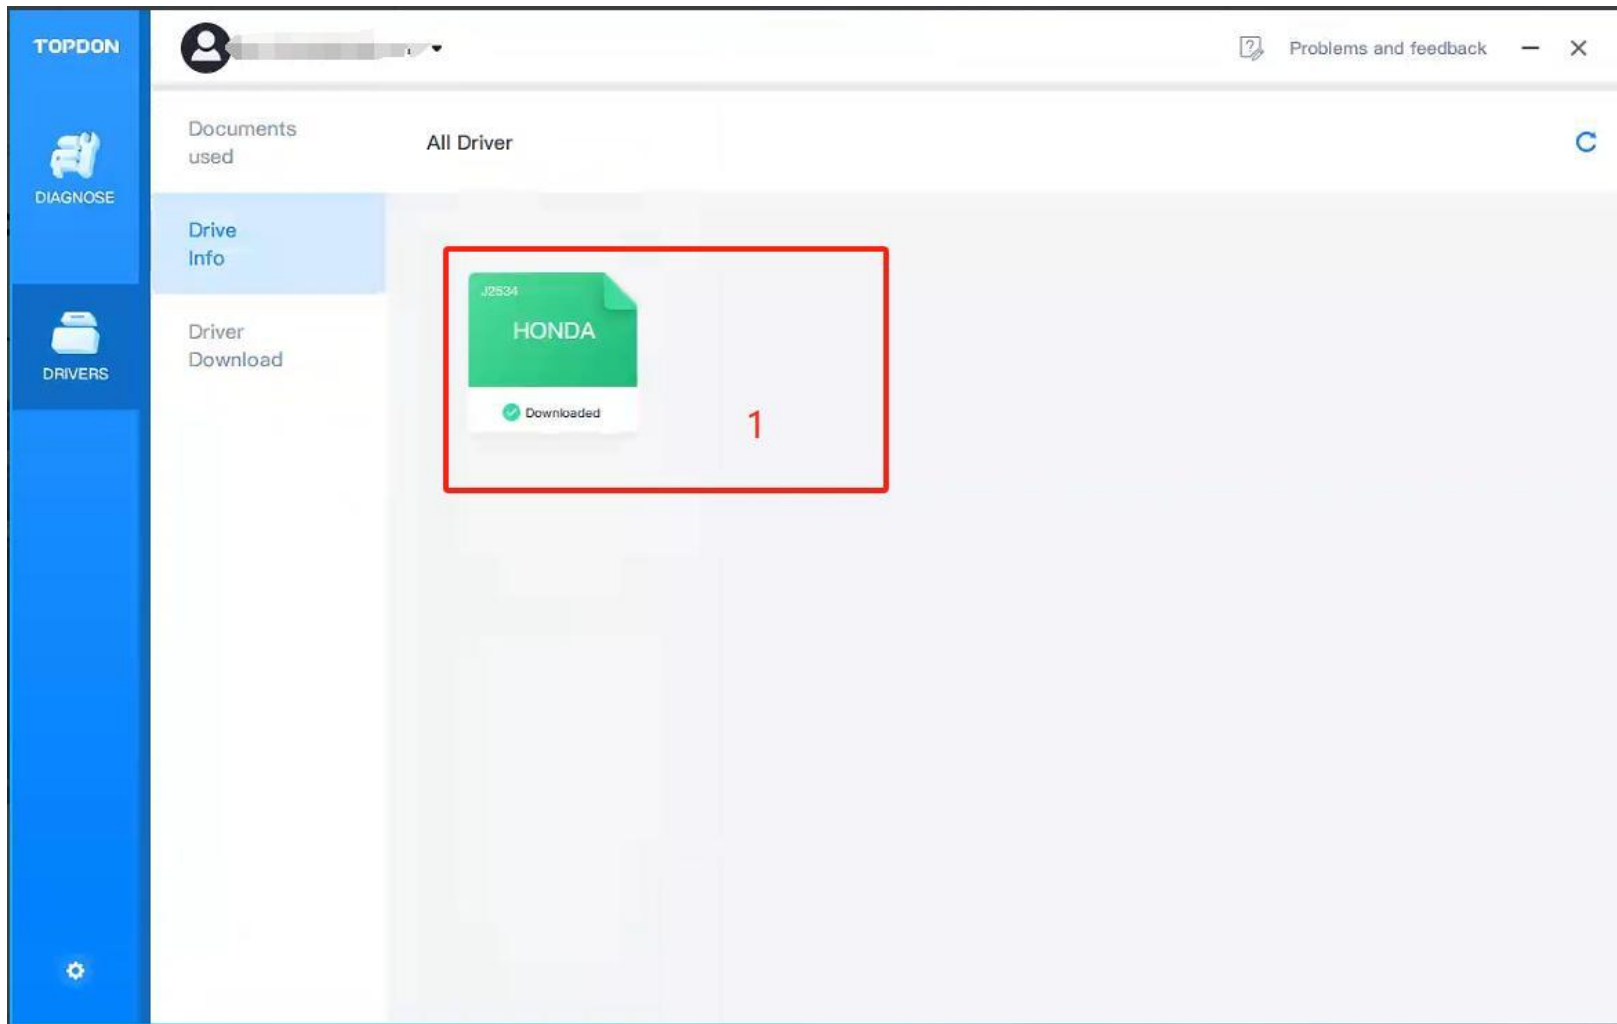 TOPDON
Problems and feedback
DIAGNOSE
DRIVERS
Documents
used
Drive
Info
Driver
Download
All Driver
J2534
HONDA
Downloaded
1